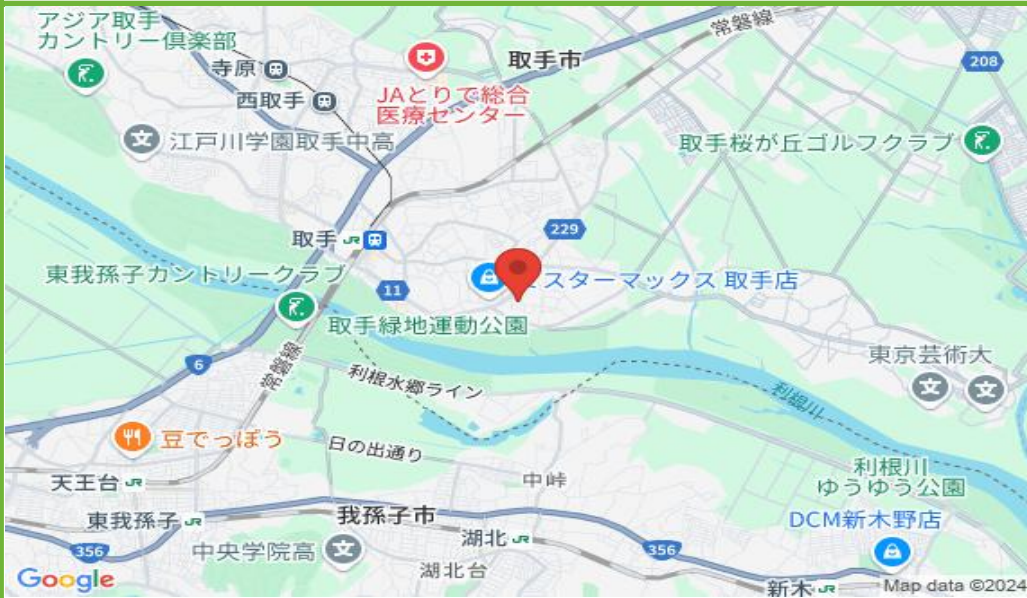 アジア取手
カントリー倶楽部
寺原
西取手
JAとりで総合
医療センター
取手市
常磐線
208
江戸川学園取手中高
取手桜が丘ゴルフクラブ
取手 JR
229
東我孫子カントリークラブ
11
スターマックス 取手店
取手緑地運動公園
6
常磐線
利根水郷ライン
東京芸術大
利根川
豆でっぽう
日の出通り
天王台 JR
中峠
利根川
ゆうゆう公園
東我孫子 JR
我孫子市
DCM新木野店
356
中央学院高
湖北 JR
356
湖北台
新木 JR
Google
Map data ©2024